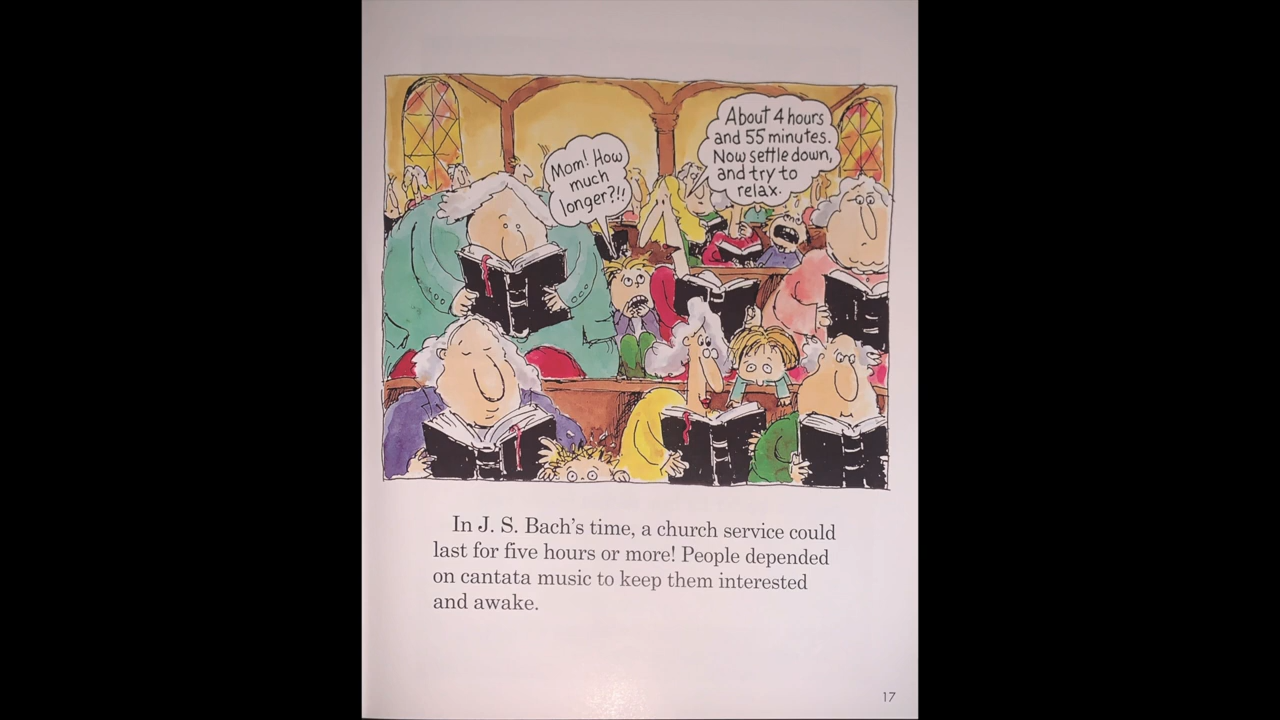 Mom! How
much
longer?!!
About 4 hours
and 55 minutes.
Now settle down,
and try to
relax.
In J. S. Bach's time, a church service could
last for five hours or more! People depended
on cantata music to keep them interested
and awake.
17